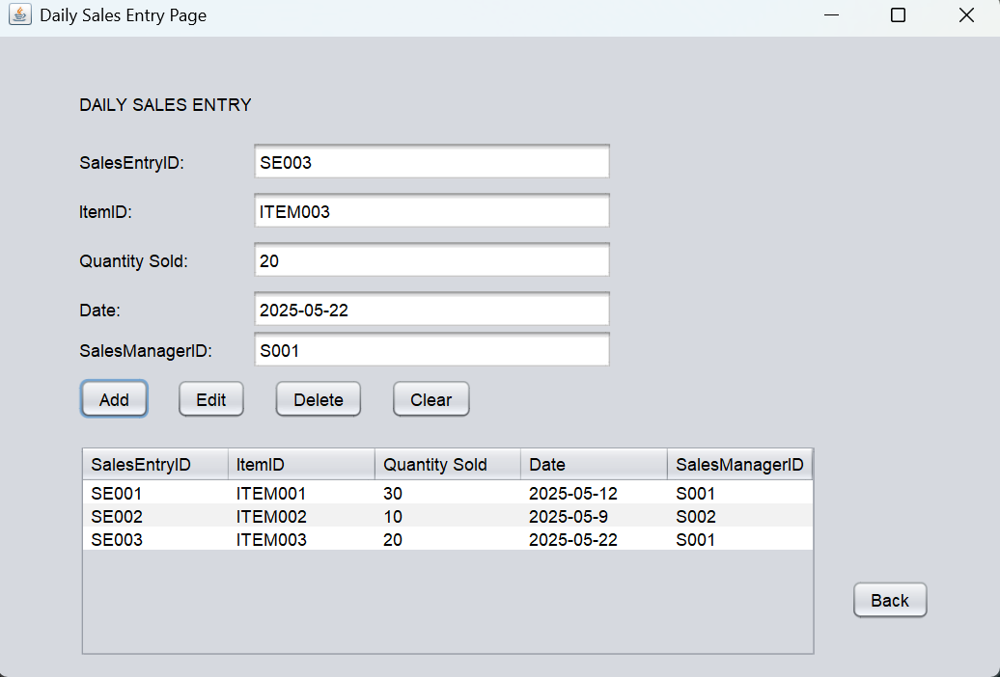 Daily Sales Entry Page
DAILY SALES ENTRY
SalesEntryID: SE003
ItemID: ITEM003
Quantity Sold: 20
Date: 2025-05-22
SalesManagerID: S001
Add Edit Delete Clear
SalesEntryID ItemID Quantity Sold Date SalesManagerID
SE001 ITEM001 30 2025-05-12 S001
SE002 ITEM002 10 2025-05-9 S002
SE003 ITEM003 20 2025-05-22 S001
Back